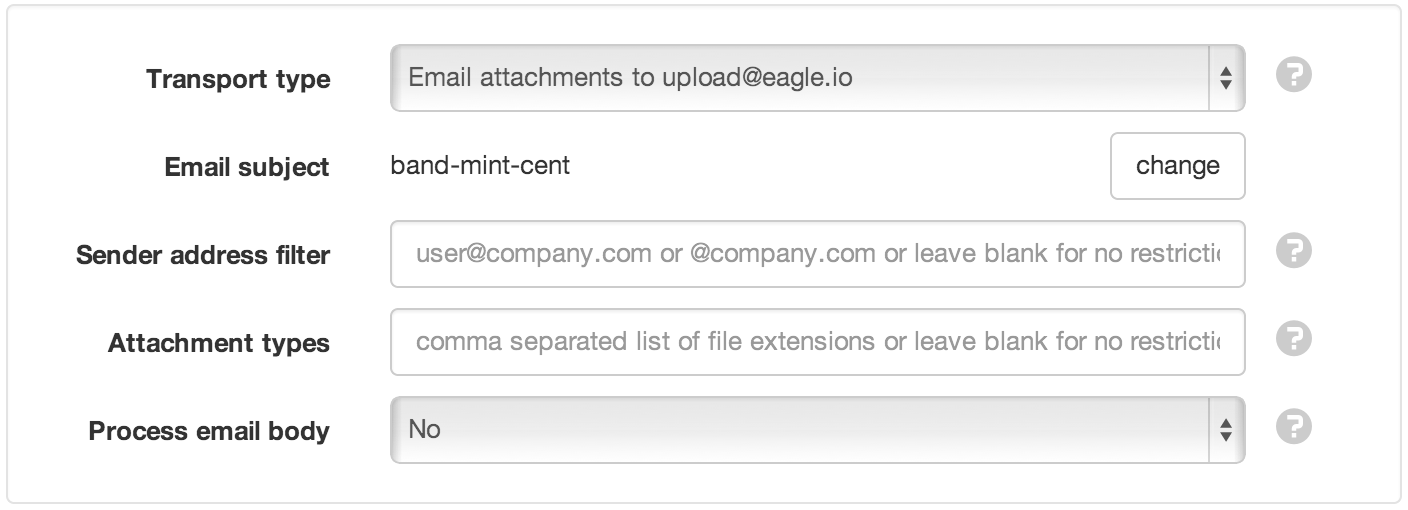 Transport type Email attachments to upload@eagle.io ?
Email subject band-mint-cent change
Sender address filter user@company.com or @company.com or leave blank for no restricti ?
Attachment types comma separated list of file extensions or leave blank for no restricti ?
Process email body No ?